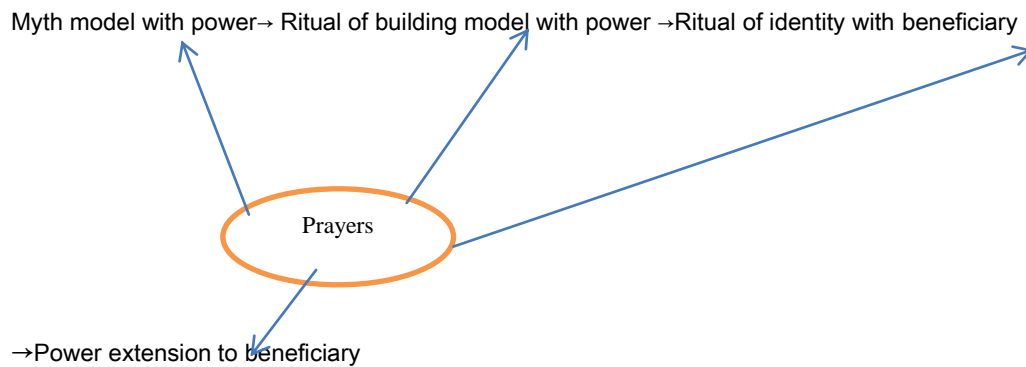 Myth model with power→ Ritual of building model with power →Ritual of identity with beneficiary
Prayers
→Power extension to beneficiary